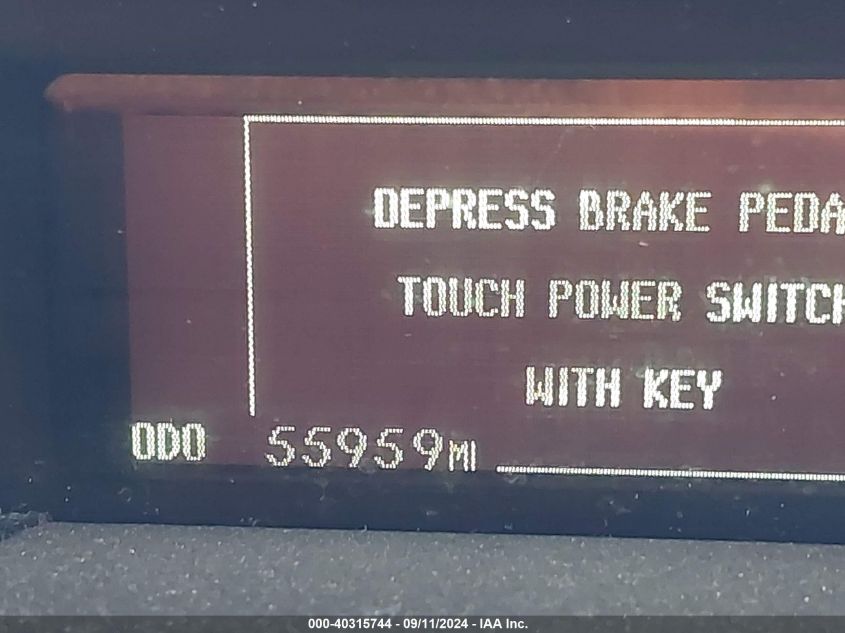 DEPRESS BRAKE PEDA
TOUCH POWER SWITCH
WITH KEY
ODO 55959MI
000-40315744 - 09/11/2024 - IAA Inc.